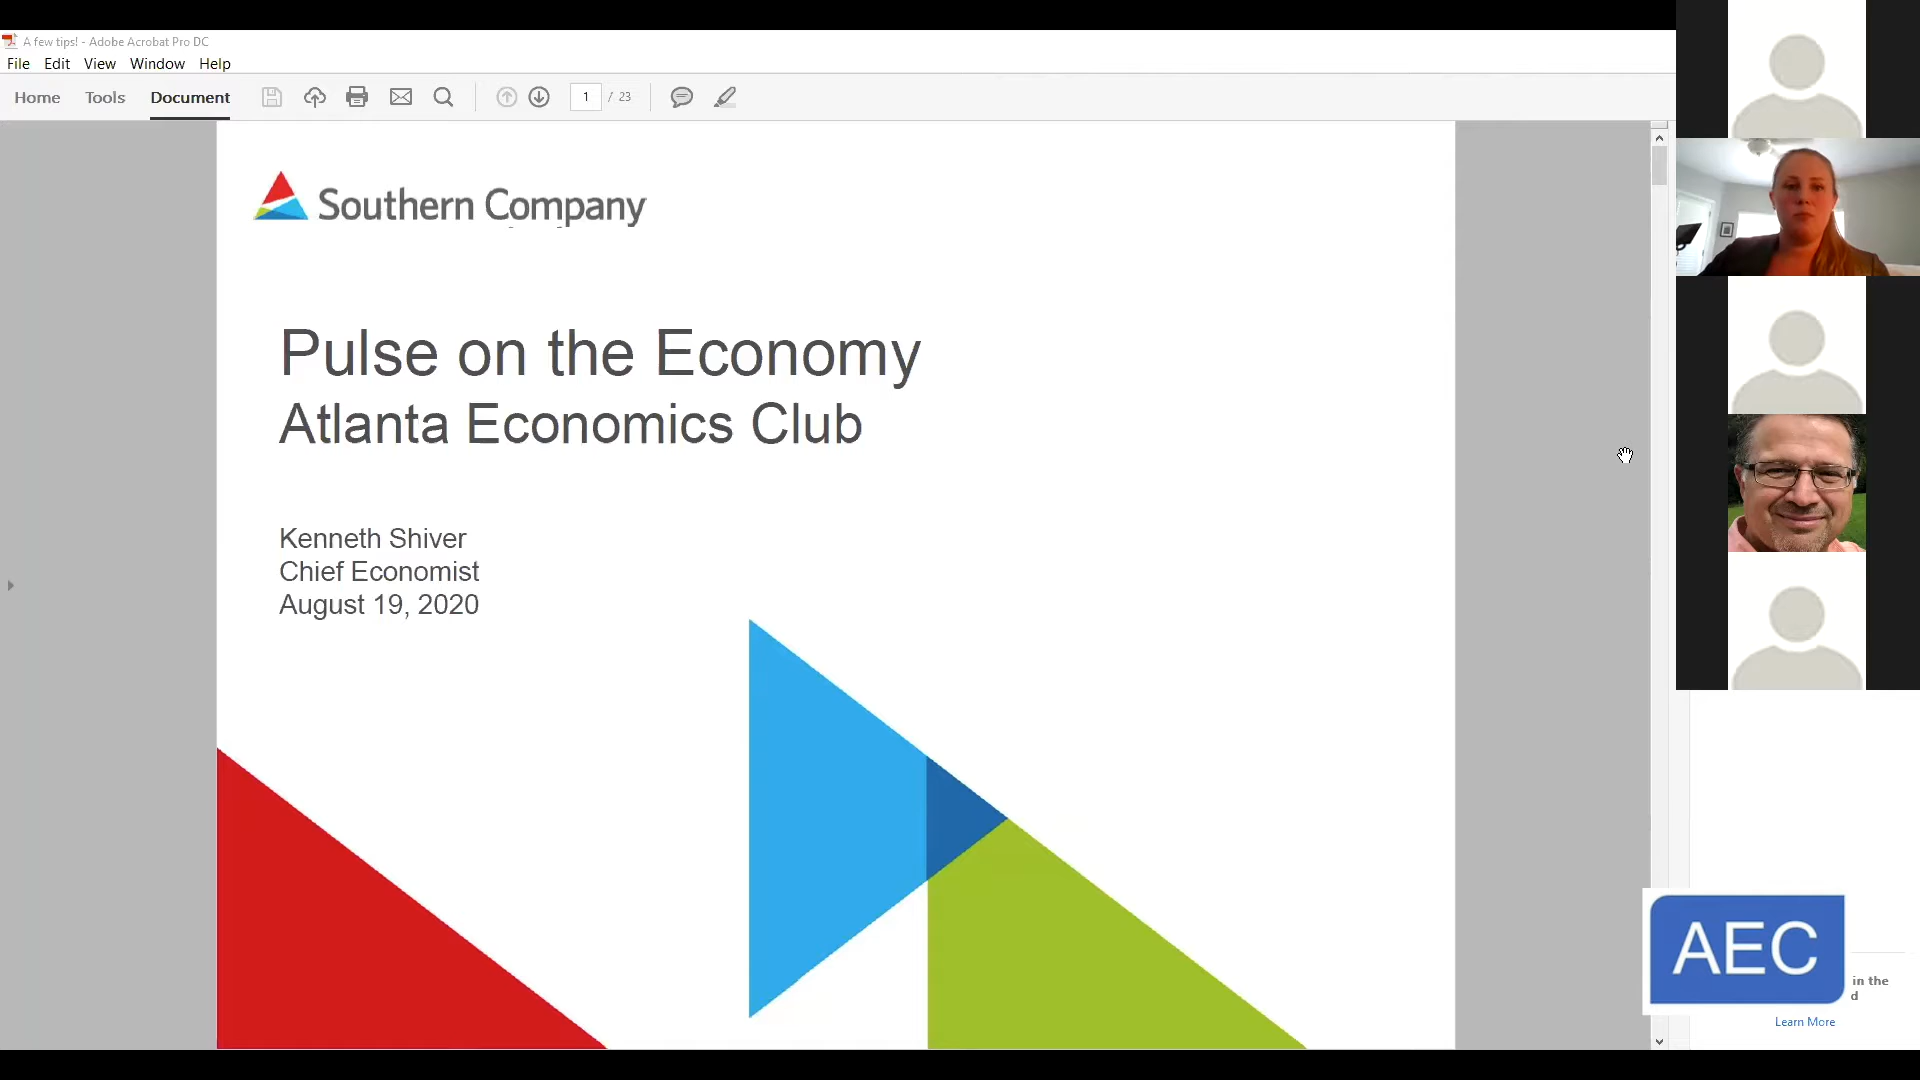 A few tips! - Adobe Acrobat Pro DC
File Edit View Window Help
Home Tools Document 1 / 23
Southern Company
Pulse on the Economy
Atlanta Economics Club
Kenneth Shiver
Chief Economist
August 19, 2020
AEC
in the
d
Learn More